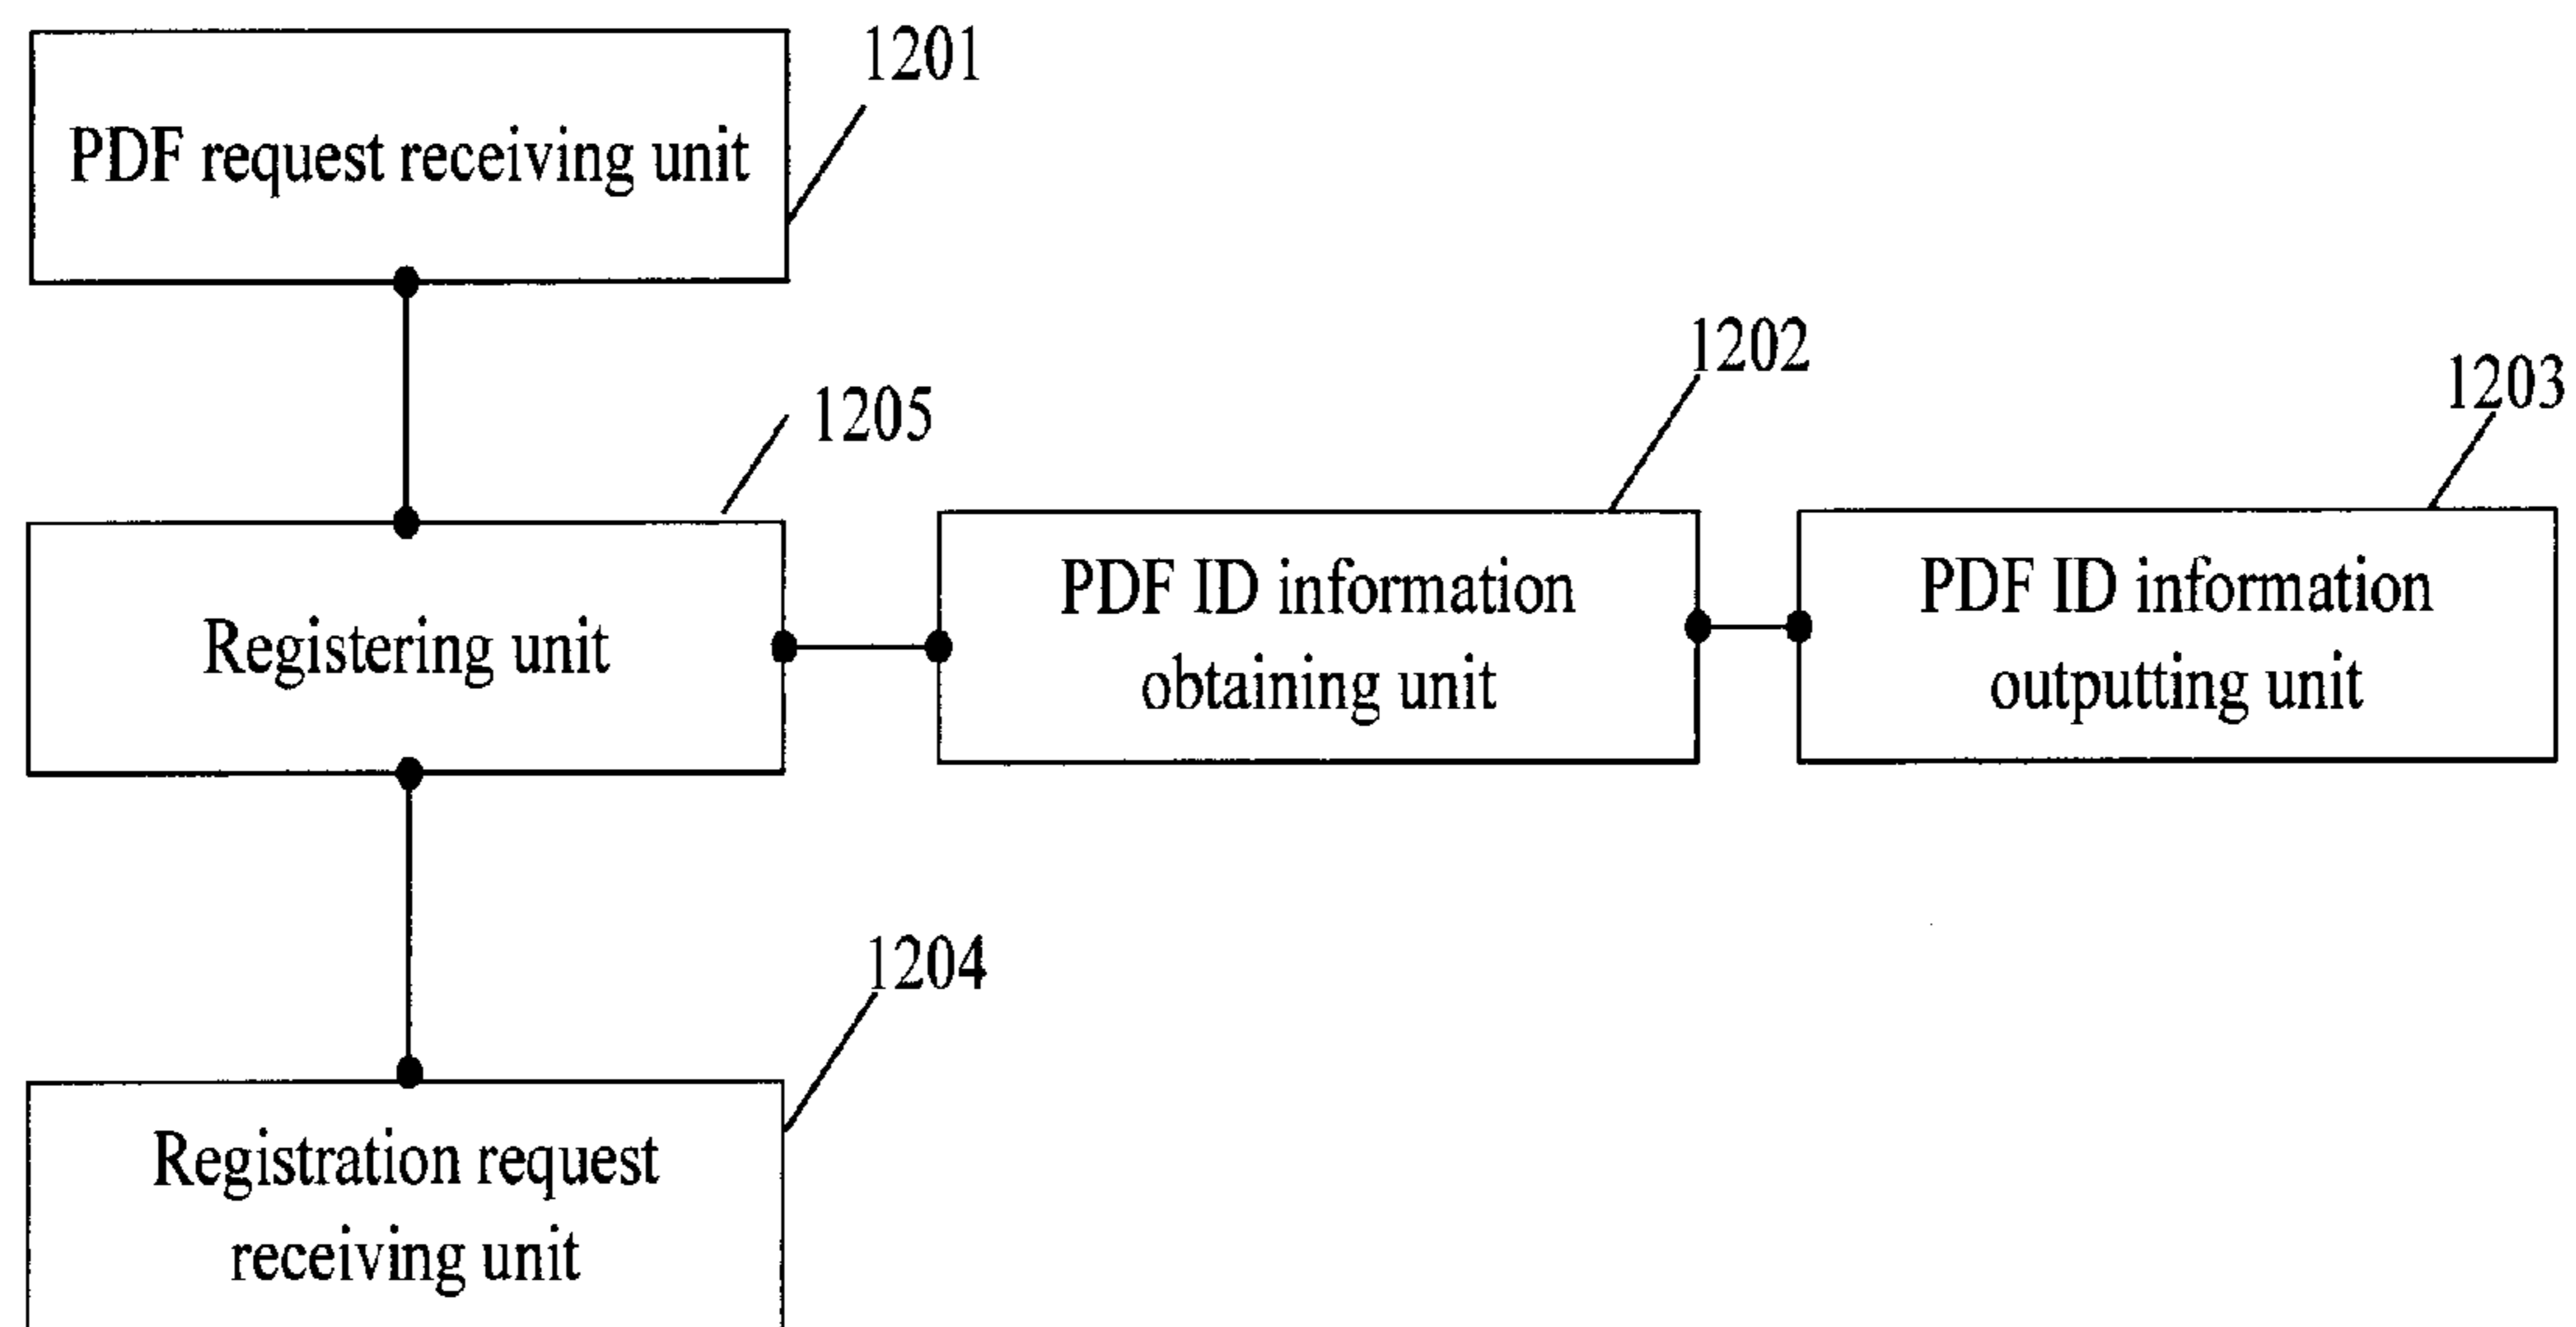 1201
PDF request receiving unit
1205
Registering unit
1202
PDF ID information
obtaining unit
1203
PDF ID information
outputting unit
1204
Registration request
receiving unit